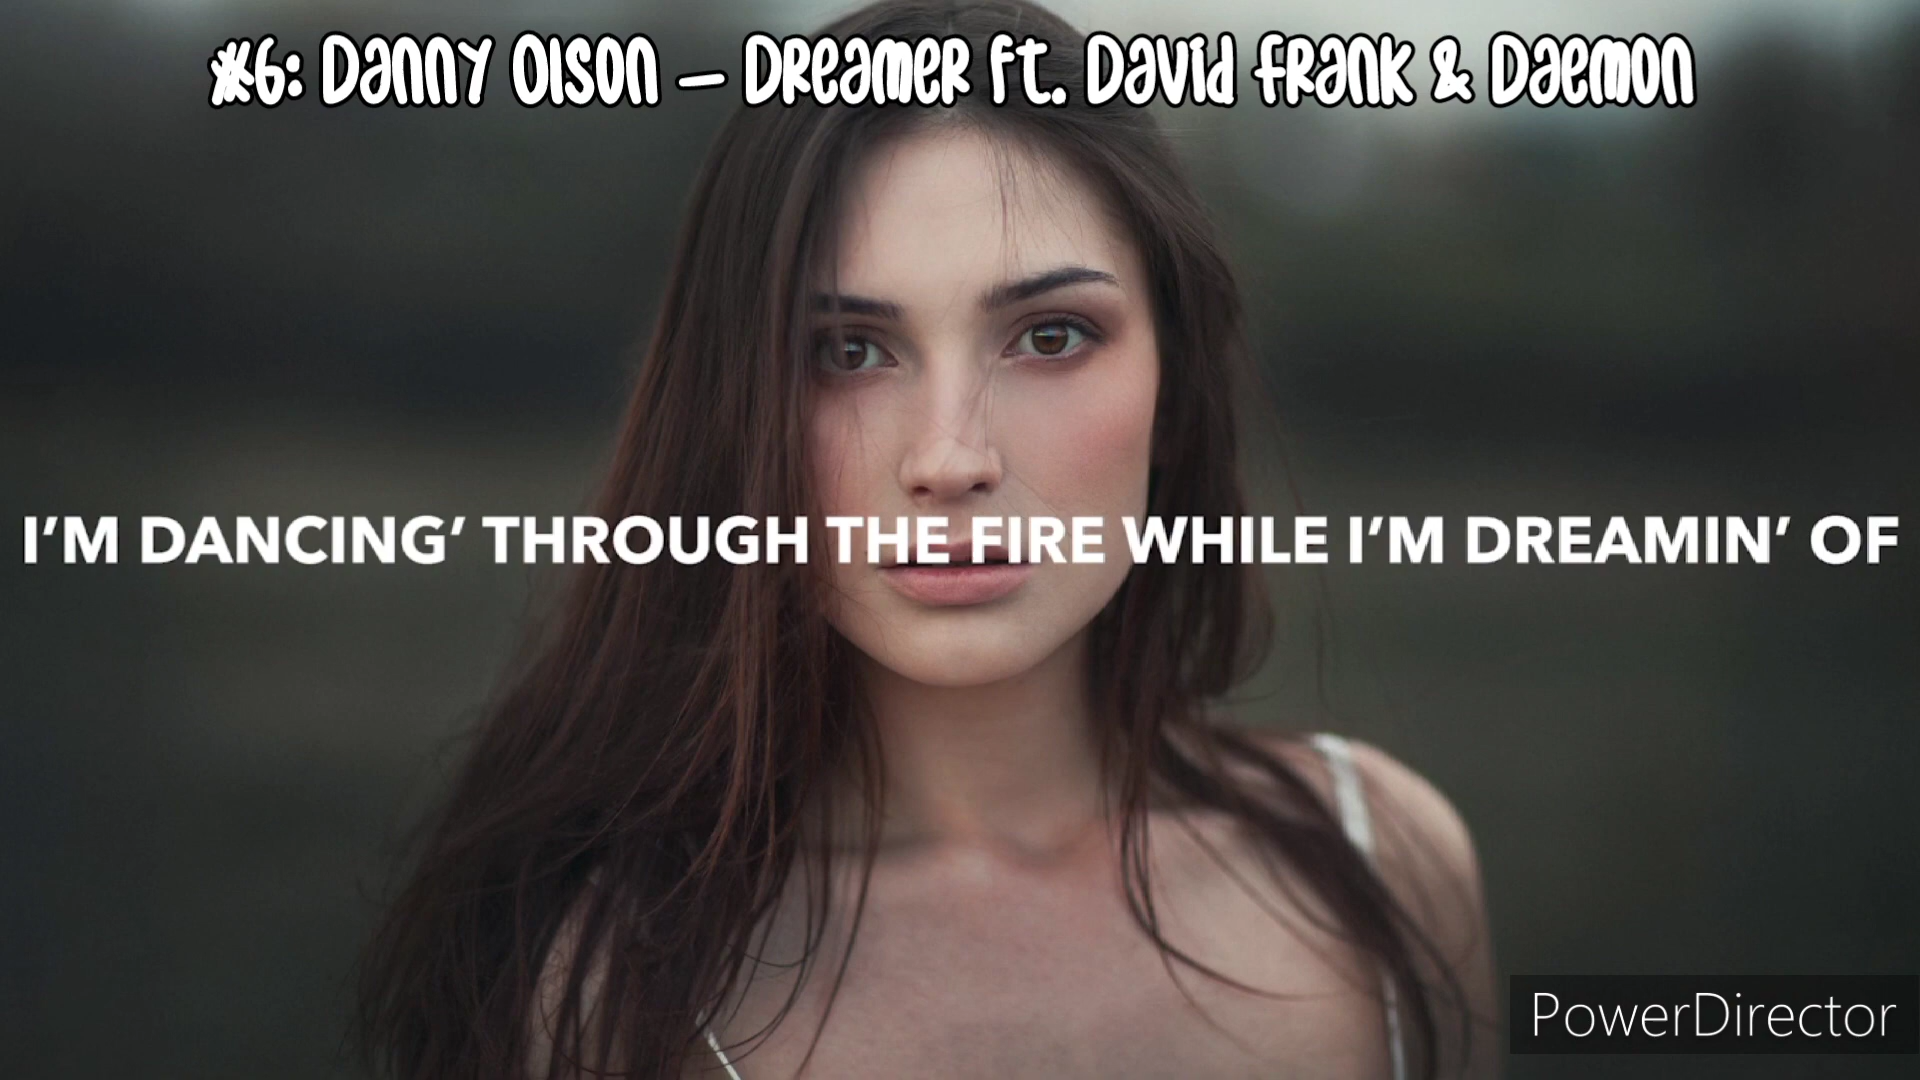 #6: Danny Olson – Dreamer ft. David Frank & Daemon
I'M DANCING' THROUGH THE FIRE WHILE I'M DREAMIN' OF
PowerDirector